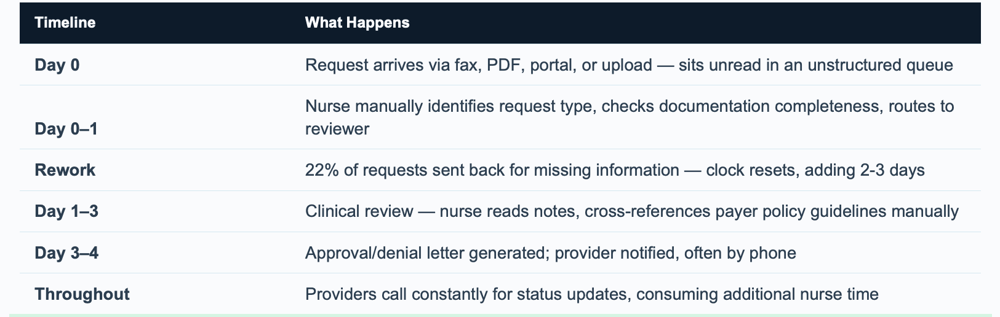 Timeline
What Happens
Day 0
Request arrives via fax, PDF, portal, or upload — sits unread in an unstructured queue
Day 0–1
Nurse manually identifies request type, checks documentation completeness, routes to
reviewer
Rework
22% of requests sent back for missing information — clock resets, adding 2-3 days
Day 1–3
Clinical review — nurse reads notes, cross-references payer policy guidelines manually
Day 3–4
Approval/denial letter generated; provider notified, often by phone
Throughout
Providers call constantly for status updates, consuming additional nurse time